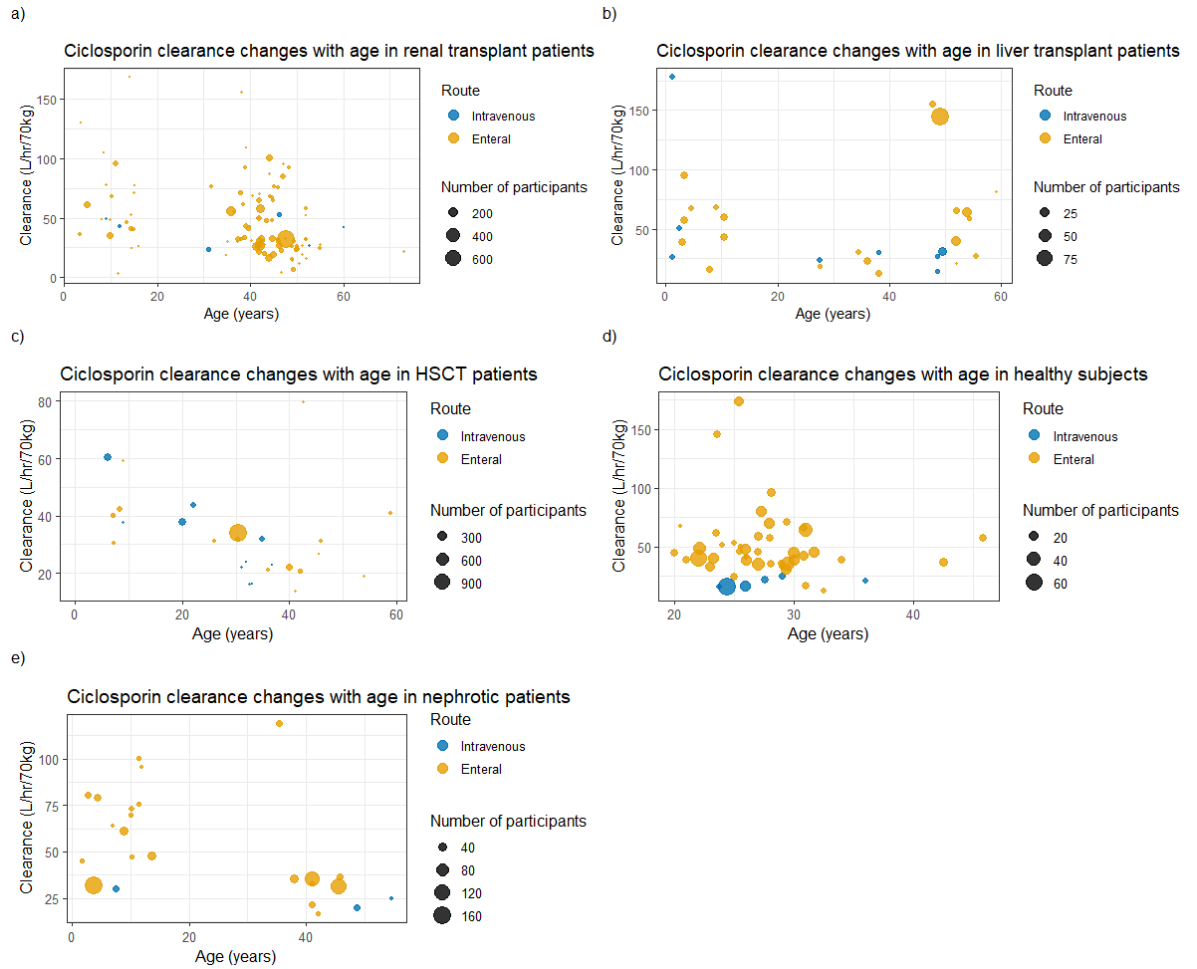 a)
Ciclosporin clearance changes with age in renal transplant patients
Clearance (L/hr/70kg)
150
100
50
0
0 20 40 60
Age (years)
Route
Intravenous
Enteral
Number of participants
200
400
600
b)
Ciclosporin clearance changes with age in liver transplant patients
Clearance (L/hr/70kg)
150
100
50
0 20 40 60
Age (years)
Route
Intravenous
Enteral
Number of participants
25
50
75
c)
Ciclosporin clearance changes with age in HSCT patients
Clearance (L/hr/70kg)
80
60
40
20
0 20 40 60
Age (years)
Route
Intravenous
Enteral
Number of participants
300
600
900
d)
Ciclosporin clearance changes with age in healthy subjects
Clearance (L/hr/70kg)
150
100
50
20 30 40
Age (years)
Route
Intravenous
Enteral
Number of participants
20
40
60
e)
Ciclosporin clearance changes with age in nephrotic patients
Clearance (L/hr/70kg)
100
75
50
25
0 20 40
Age (years)
Route
Intravenous
Enteral
Number of participants
40
80
120
160